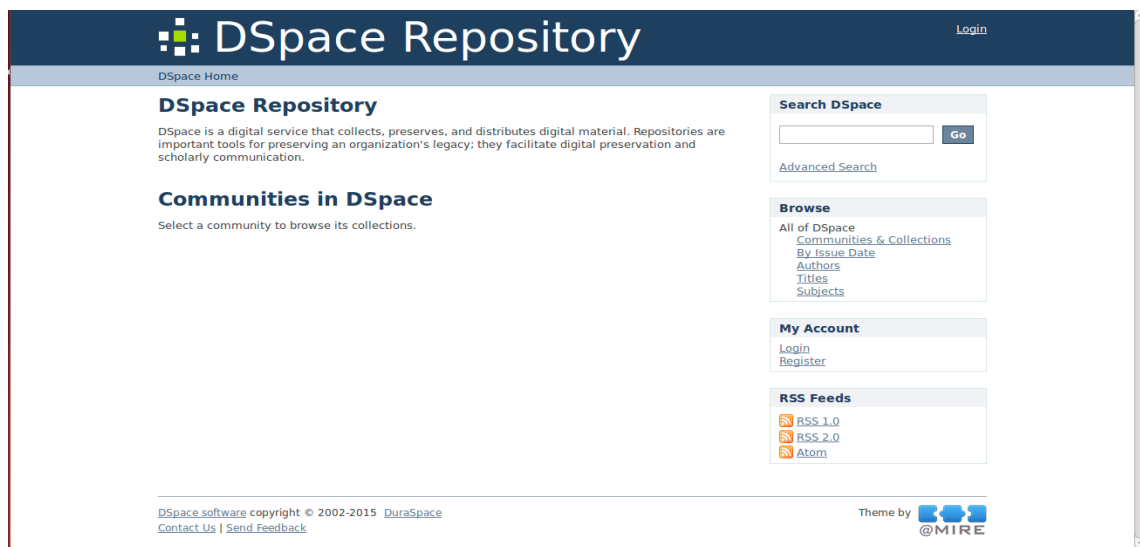 DSpace Repository
Login
DSpace Home
DSpace Repository
DSpace is a digital service that collects, preserves, and distributes digital material. Repositories are
important tools for preserving an organization's legacy; they facilitate digital preservation and
scholarly communication.
Communities in DSpace
Select a community to browse its collections.
Search DSpace
Go
Advanced Search
Browse
All of DSpace
Communities & Collections
By Issue Date
Authors
Titles
Subjects
My Account
Login
Register
RSS Feeds
RSS 1.0
RSS 2.0
Atom
DSpace software copyright © 2002-2015 DuraSpace
Contact Us | Send Feedback
Theme by
@MIRE